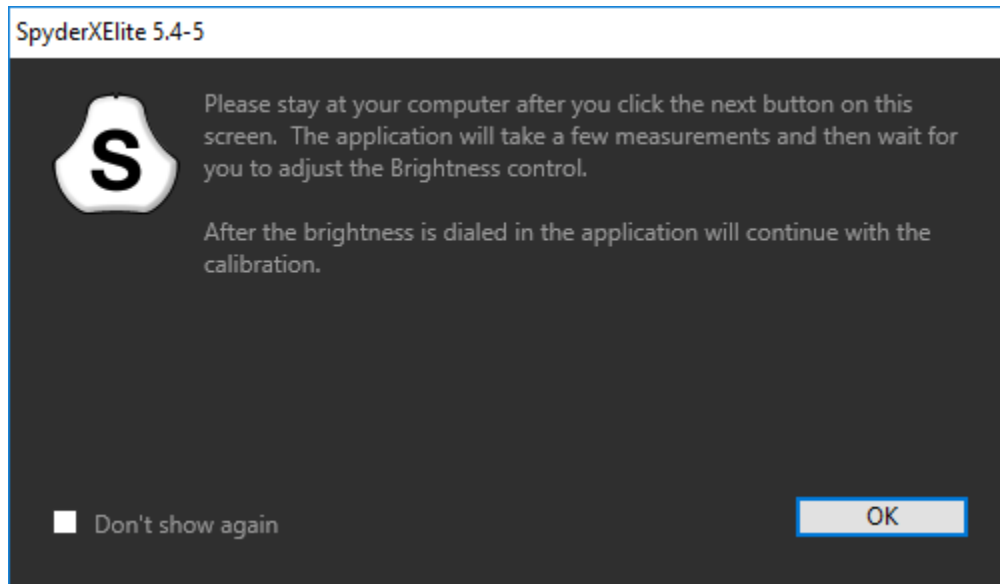 SpyderXElite 5.4-5
Please stay at your computer after you click the next button on this
screen.  The application will take a few measurements and then wait for
you to adjust the Brightness control.
After the brightness is dialed in the application will continue with the
calibration.
S
Don't show again
OK